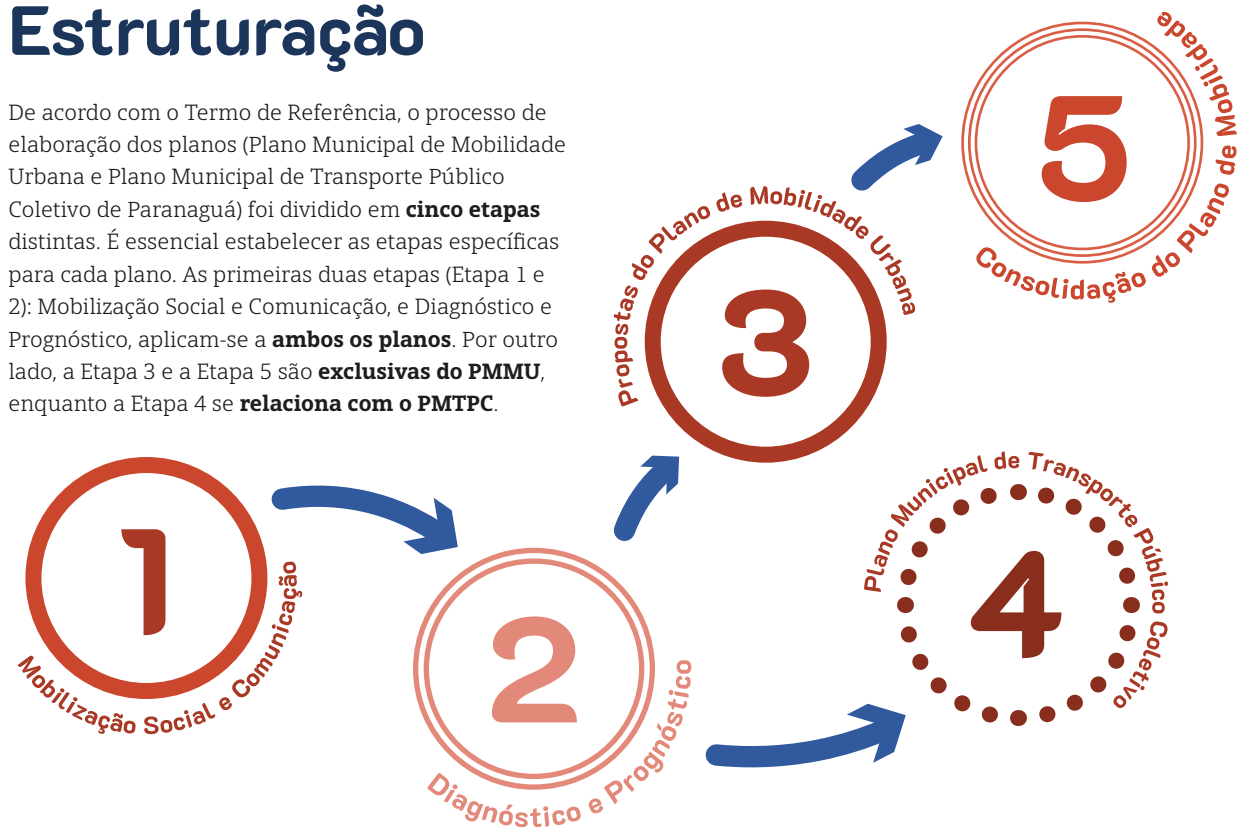 Estruturação
De acordo com o Termo de Referência, o processo de
elaboração dos planos (Plano Municipal de Mobilidade
Urbana e Plano Municipal de Transporte Público
Coletivo de Paranaguá) foi dividido em cinco etapas
distintas. É essencial estabelecer as etapas específicas
para cada plano. As primeiras duas etapas (Etapa 1 e
2): Mobilização Social e Comunicação, e Diagnóstico e
Prognóstico, aplicam-se a ambos os planos. Por outro
lado, a Etapa 3 e a Etapa 5 são exclusivas do PMMU,
enquanto a Etapa 4 se relaciona com o PMTPC.
1
Mobilização Social e Comunicação
2
Diagnóstico e Prognóstico
3
Propostas do Plano de Mobilidade Urbana
4
Plano Municipal de Transporte Público Coletivo
5
Consolidação do Plano de Mobilidade